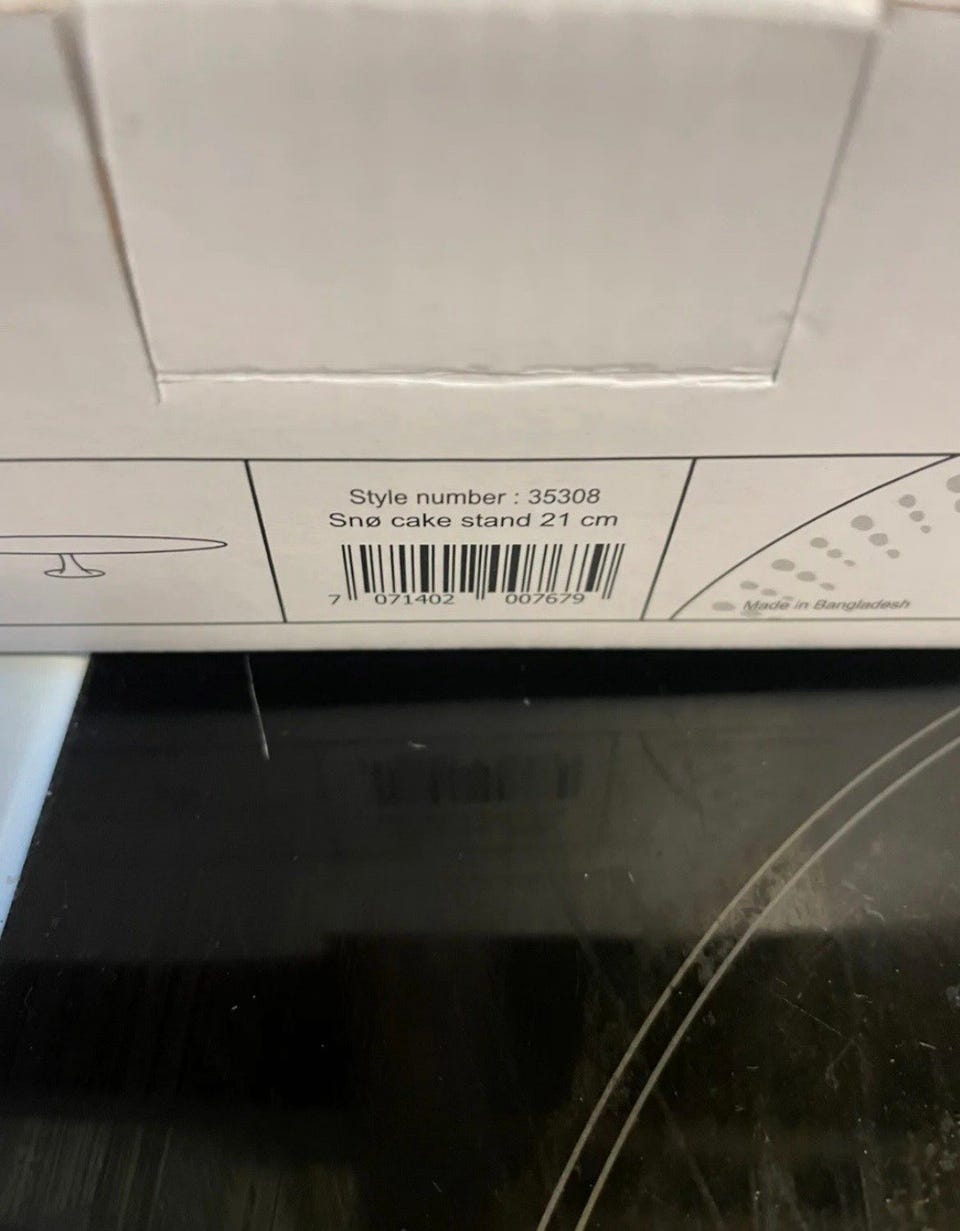 Style number : 35308
Snø cake stand 21 cm
7 071402 007679
Made in Bangladesh